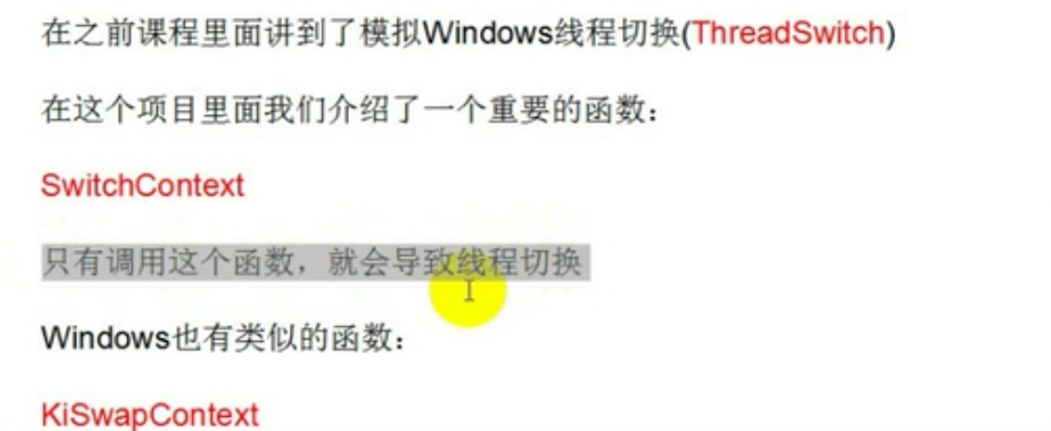 在之前课程里面讲到了模拟Windows线程切换(ThreadSwitch)
在这个项目里面我们介绍了一个重要的函数：
SwitchContext
只有调用这个函数，就会导致线程切换
Windows也有类似的函数：
KiSwapContext